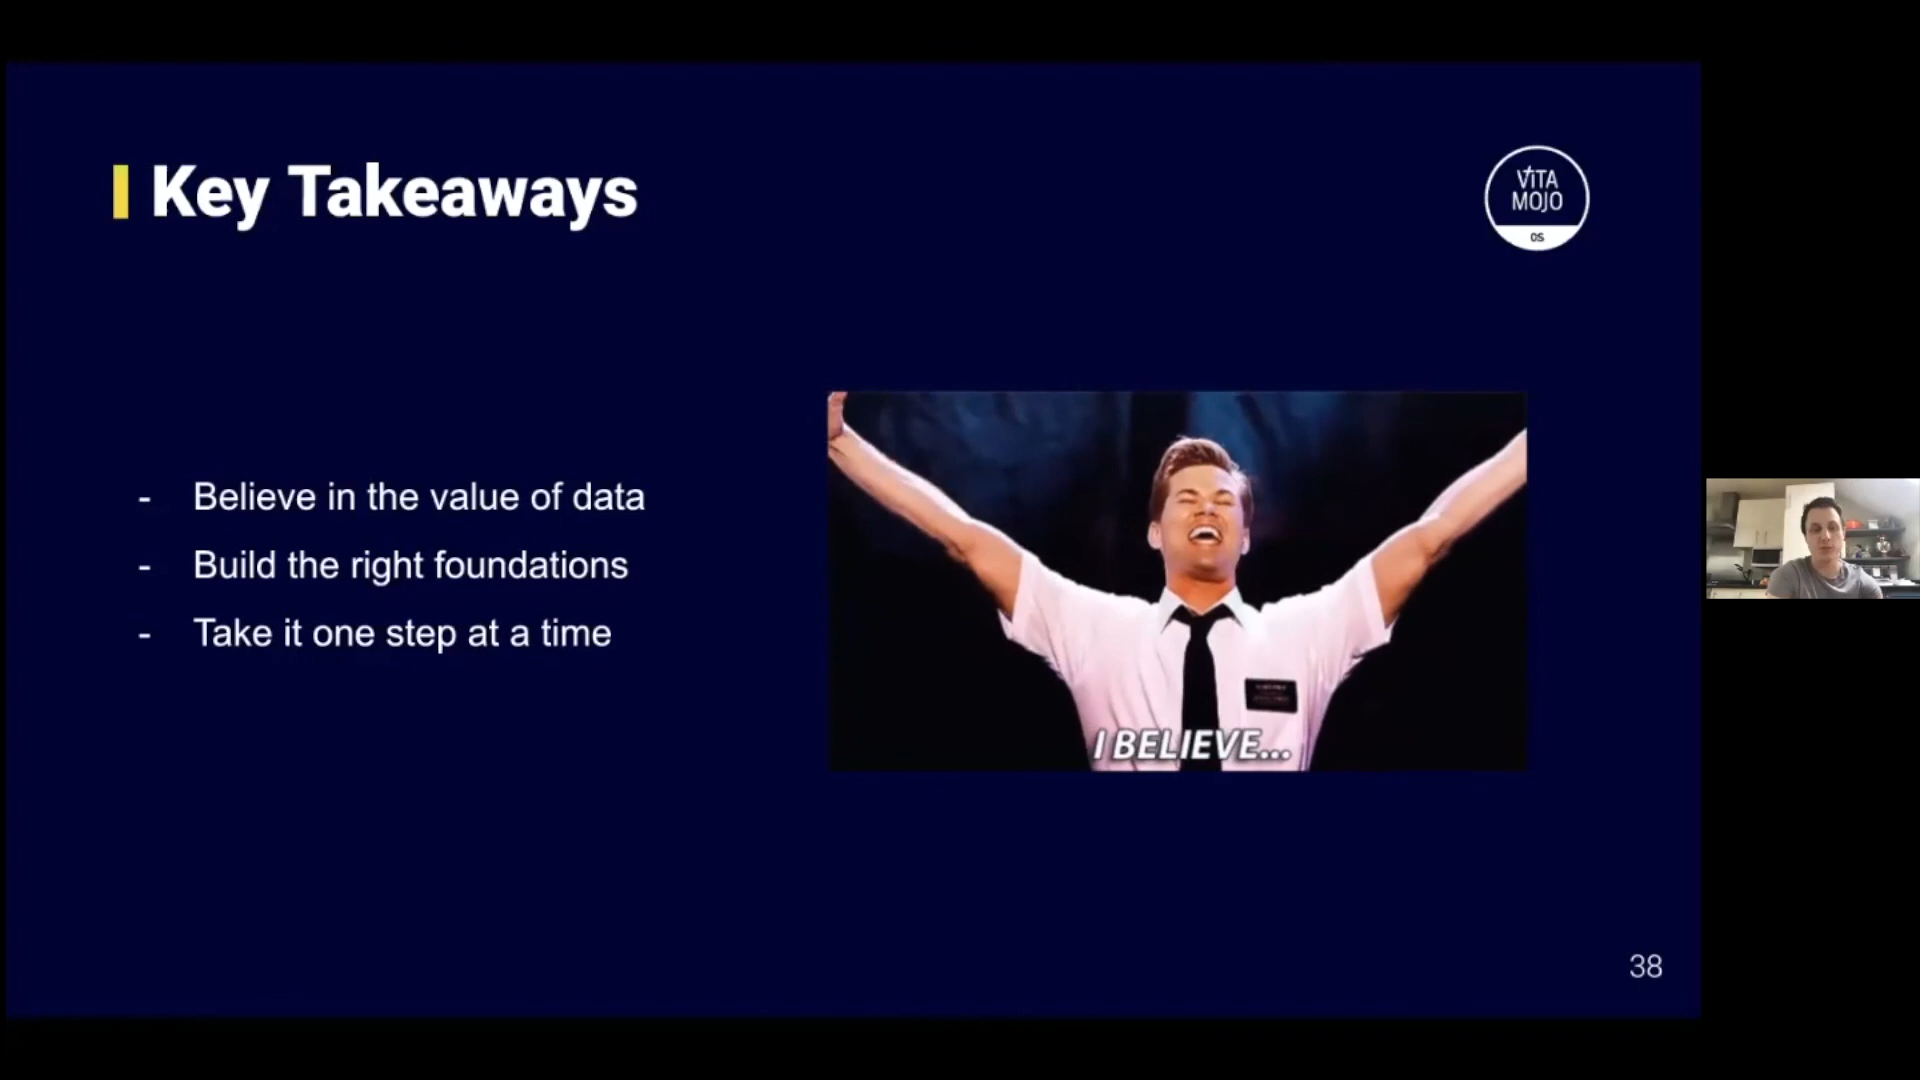 Key Takeaways
ViTA
MOJO
OS
- Believe in the value of data
- Build the right foundations
- Take it one step at a time
I BELIEVE...
38